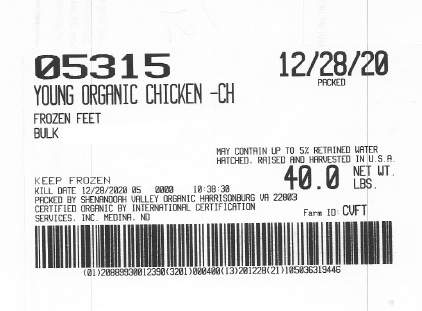 05315
12/28/20
PACKED
YOUNG ORGANIC CHICKEN -CH
FROZEN FEET
BULK
MAY CONTAIN UP TO 5% RETAINED WATER
HATCHED, RAISED AND HARVESTED IN U.S.A.
40.0 NET WT. LBS.
KEEP FROZEN
KILL DATE 12/28/2020 05 0000 10:38:30
PACKED BY SHENANDOAH VALLEY ORGANIC HARRISONBURG VA 22803
CERTIFIED ORGANIC BY INTERNATIONAL CERTIFICATION
SERVICES, INC. MEDINA, ND
Farm ID: CVFT
(01)20889930012390(3201)000400(13)201228(21)105036319446